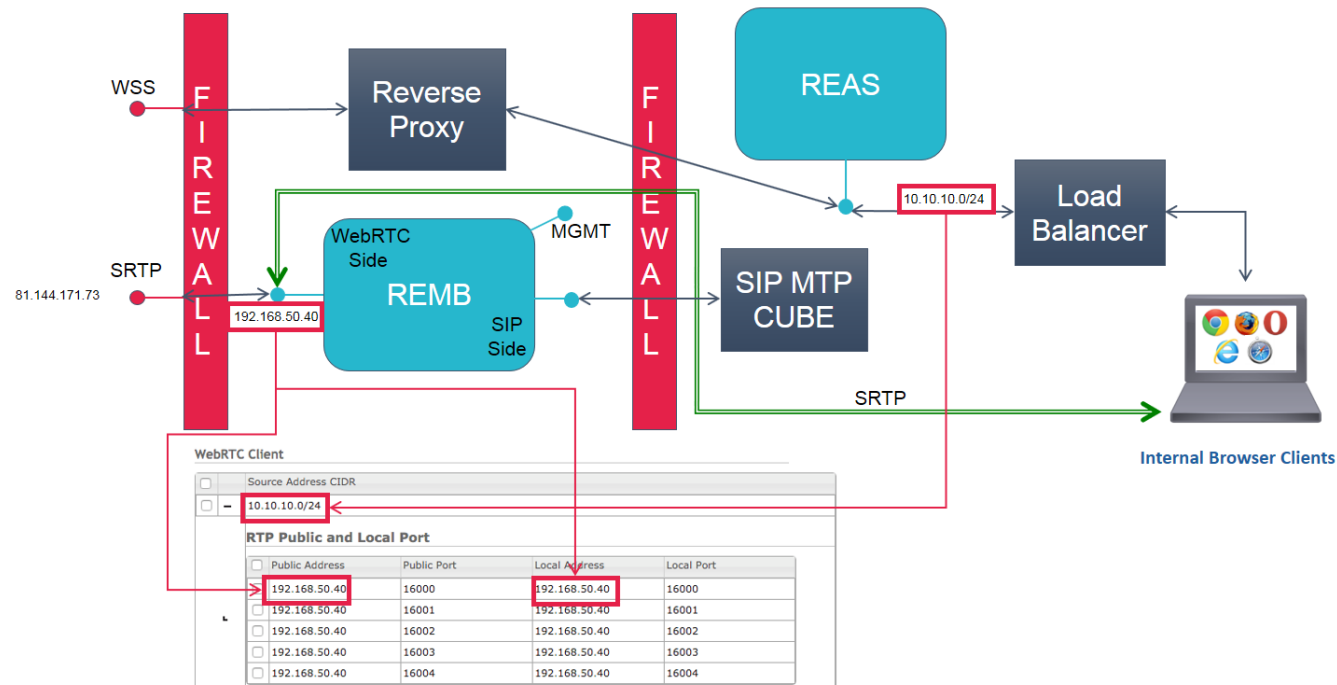 WSS
FIREWALL
Reverse
Proxy
FIREWALL
REAS
10.10.10.0/24
Load
Balancer
WebRTC
Side
MGMT
REMB
SIP
Side
SRTP
81.144.171.73
192.168.50.40
SIP MTP
CUBE
SRTP
Internal Browser Clients
WebRTC Client
Source Address CIDR
10.10.10.0/24
RTP Public and Local Port
Public Address Public Port Local Address Local Port
192.168.50.40 16000 192.168.50.40 16000
192.168.50.40 16001 192.168.50.40 16001
192.168.50.40 16002 192.168.50.40 16002
192.168.50.40 16003 192.168.50.40 16003
192.168.50.40 16004 192.168.50.40 16004